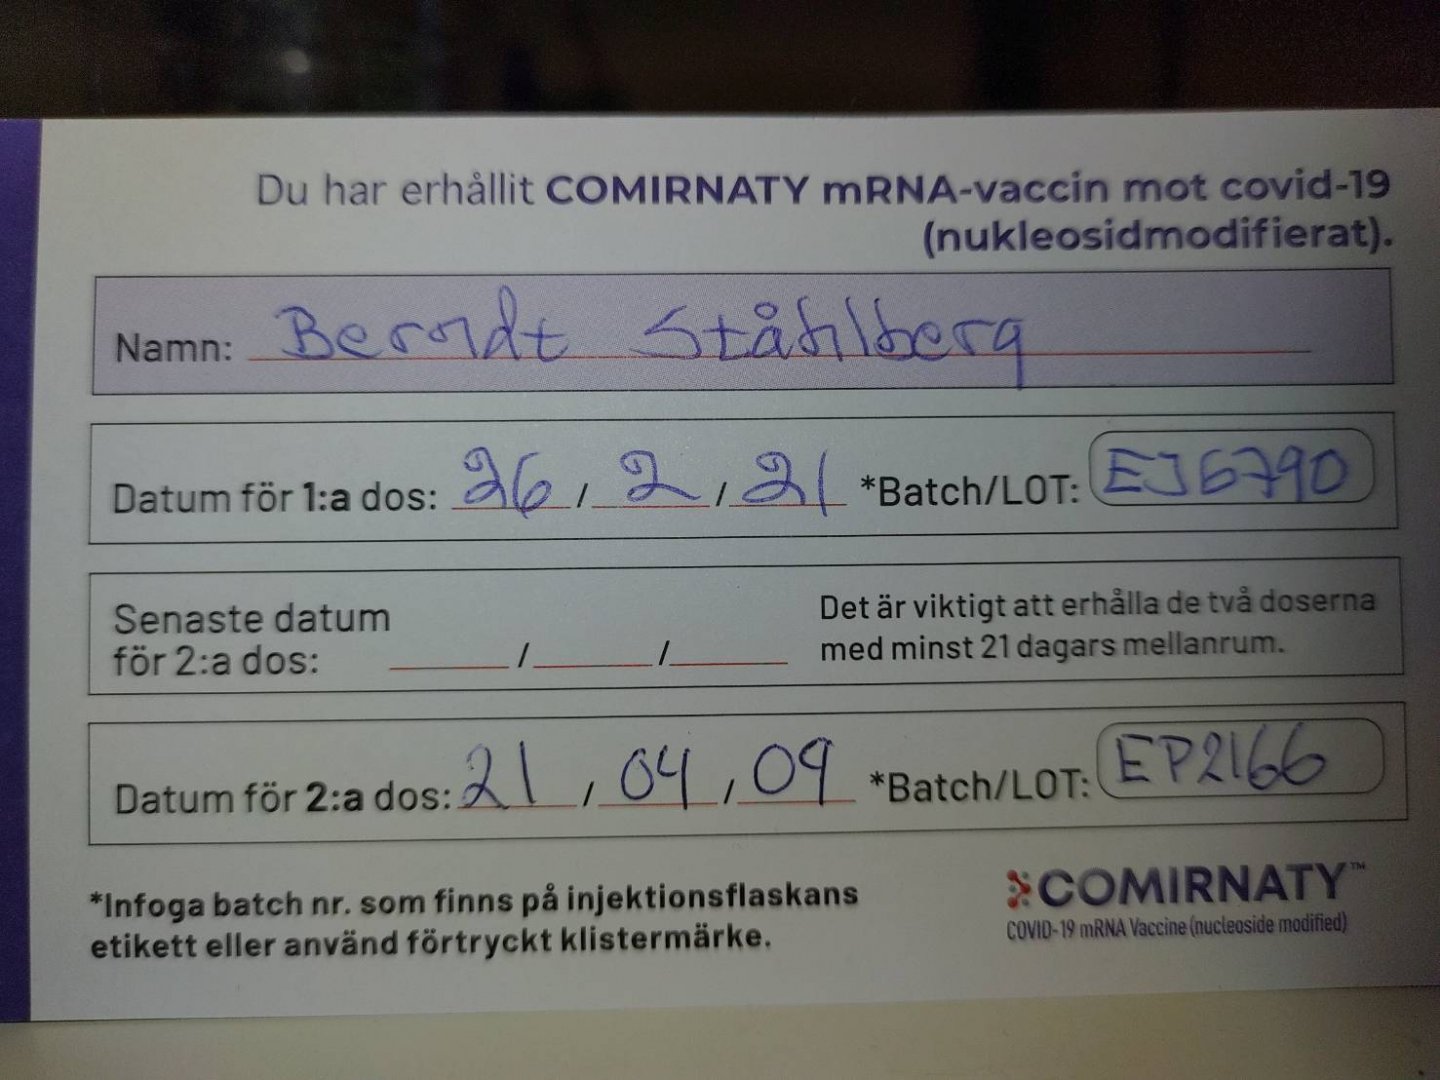 Du har erhållit COMIRNATY mRNA-vaccin mot covid-19
(nukleosidmodifierat).
Namn: Berndt Ståhlberg
Datum för 1:a dos: 26 / 2 / 21 *Batch/LOT: EJ6790
Senaste datum
för 2:a dos: / /
Det är viktigt att erhålla de två doserna
med minst 21 dagars mellanrum.
Datum för 2:a dos: 21 / 04 / 09 *Batch/LOT: EP2166
*Infoga batch nr. som finns på injektionsflaskans
etikett eller använd förtryckt klistermärke.
COMIRNATY™
COVID-19 mRNA Vaccine (nucleoside modified)